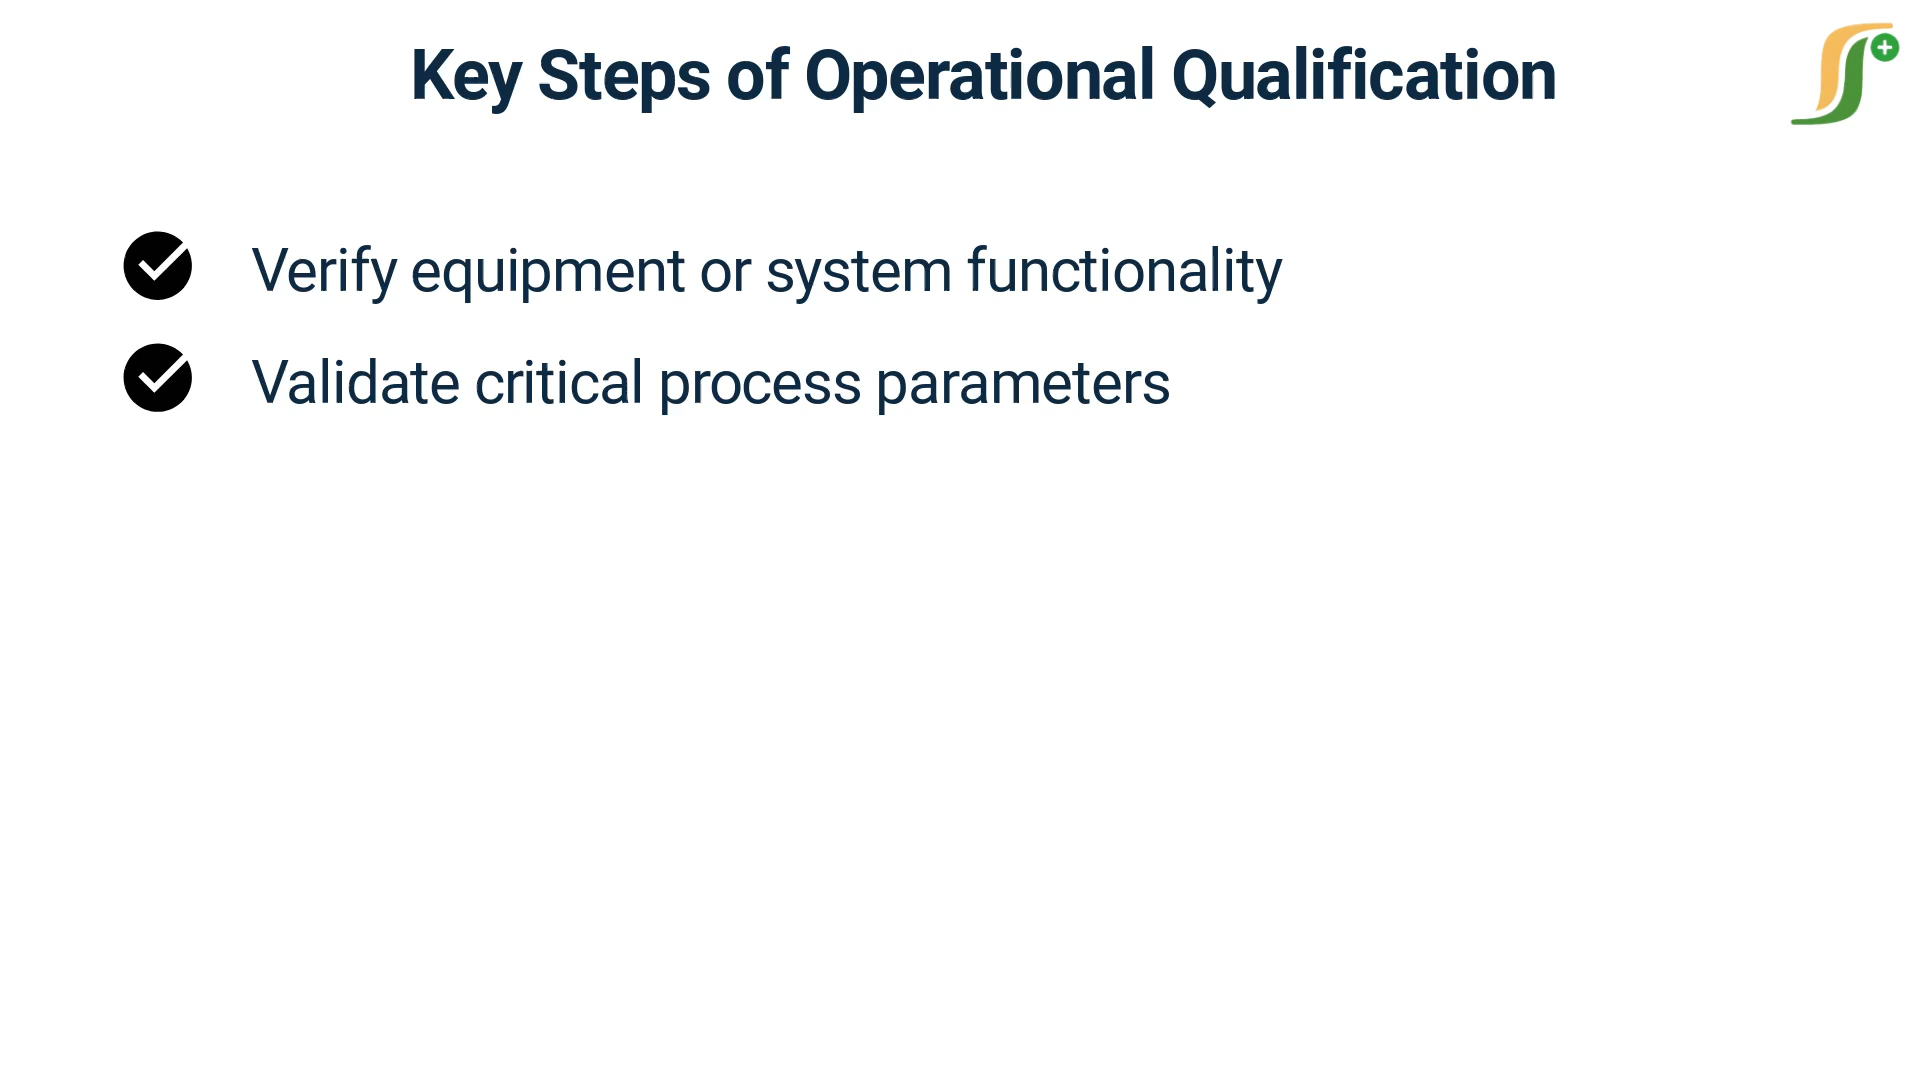 Key Steps of Operational Qualification
Verify equipment or system functionality
Validate critical process parameters